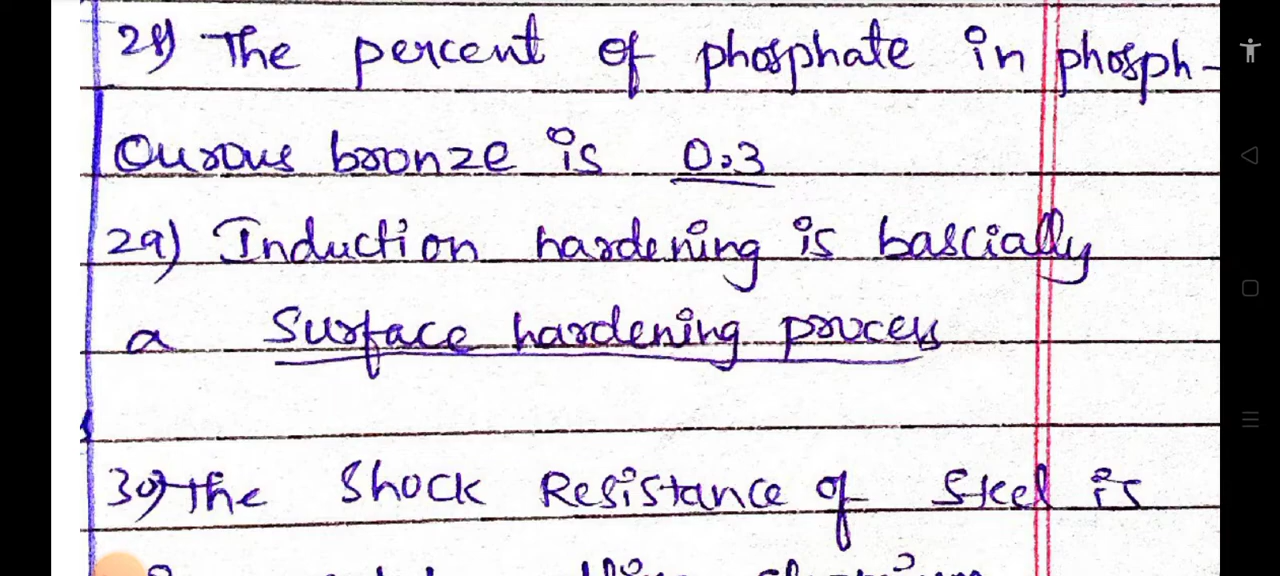 28) The percent of phosphate in phosph-
ourous bronze is 0.3
29) Induction hardening is bascially
a surface hardening process
30) The shock Resistance of Steel is